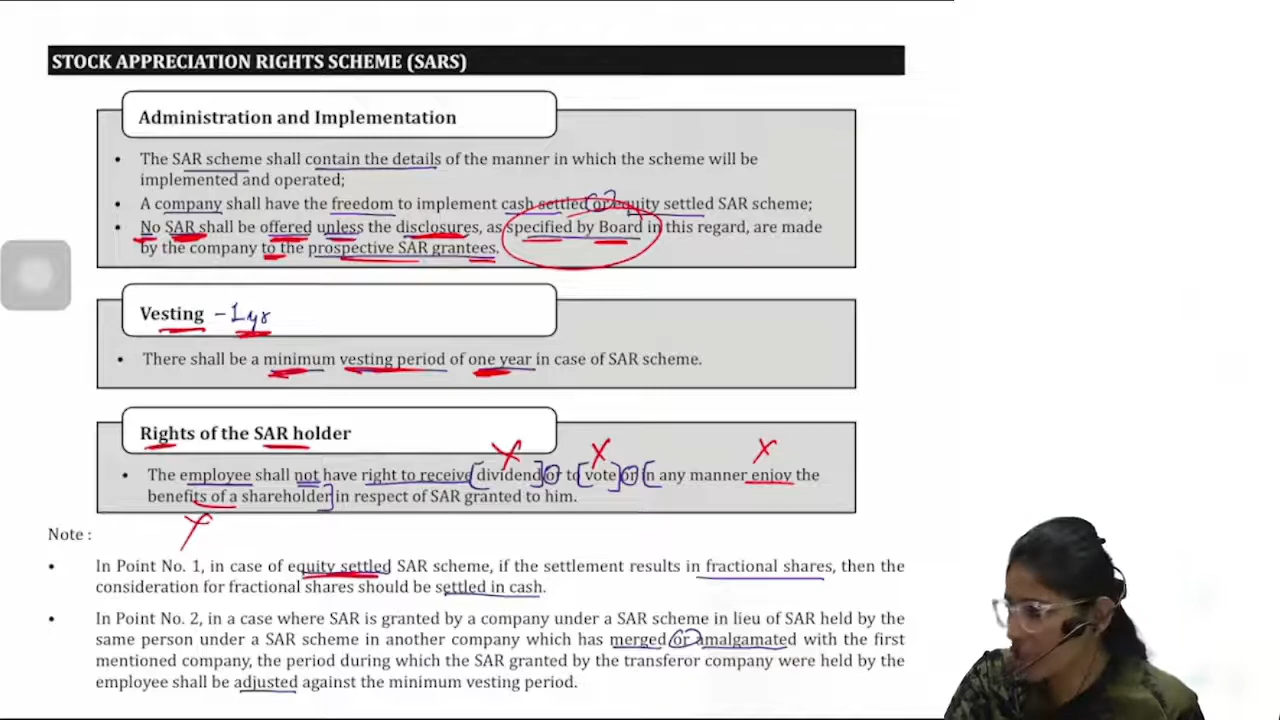 STOCK APPRECIATION RIGHTS SCHEME (SARS)
Administration and Implementation
• The SAR scheme shall contain the details of the manner in which the scheme will be
implemented and operated;
• A company shall have the freedom to implement cash settled or equity settled SAR scheme;
• No SAR shall be offered unless the disclosures, as specified by Board in this regard, are made
by the company to the prospective SAR grantees.
Vesting - 1 yr
• There shall be a minimum vesting period of one year in case of SAR scheme.
Rights of the SAR holder
• The employee shall not have right to receive dividend or to vote or in any manner enjoy the
benefits of a shareholder in respect of SAR granted to him.
Note :
• In Point No. 1, in case of equity settled SAR scheme, if the settlement results in fractional shares, then the
consideration for fractional shares should be settled in cash.
• In Point No. 2, in a case where SAR is granted by a company under a SAR scheme in lieu of SAR held by the
same person under a SAR scheme in another company which has merged or amalgamated with the first
mentioned company, the period during which the SAR granted by the transferor company were held by the
employee shall be adjusted against the minimum vesting period.